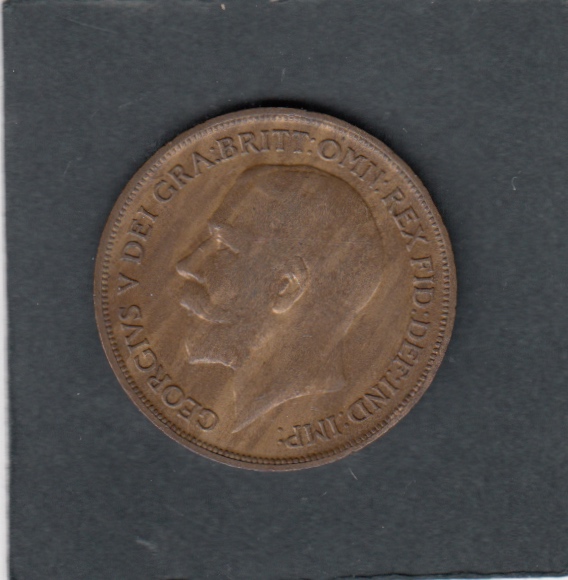 GEORGIVS V DEI GRA:BRITT:OMN:REX FID:DEF:IND:IMP: